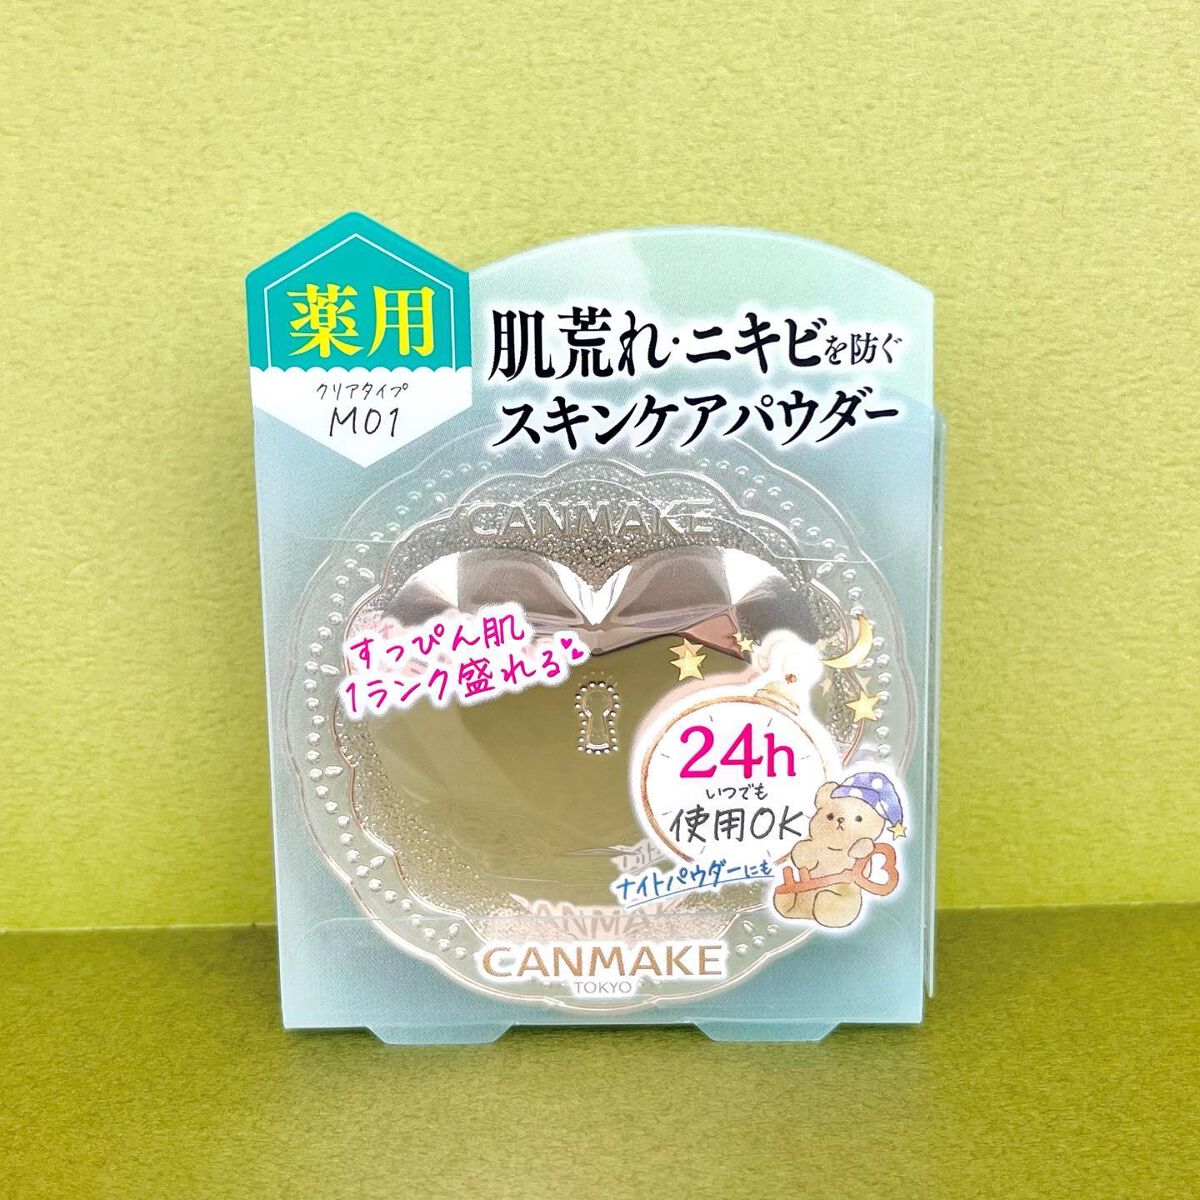 薬用
クリアタイプ
M01
肌荒れ・ニキビを防ぐ
スキンケアパウダー
CANMAKE
すっぴん肌
1ランク盛れる
24h
いつでも
使用OK
ナイトパウダーにも
CANMAKE
TOKYO